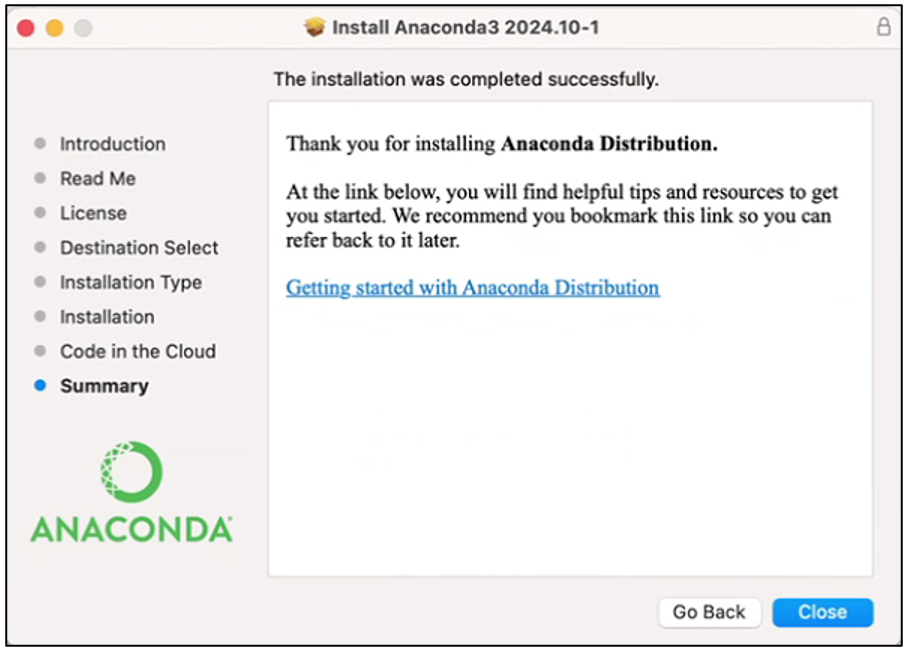 Install Anaconda3 2024.10-1
The installation was completed successfully.
Introduction
Read Me
License
Destination Select
Installation Type
Installation
Code in the Cloud
Summary
ANACONDA
Thank you for installing Anaconda Distribution.
At the link below, you will find helpful tips and resources to get
you started. We recommend you bookmark this link so you can
refer back to it later.
Getting started with Anaconda Distribution
Go Back
Close